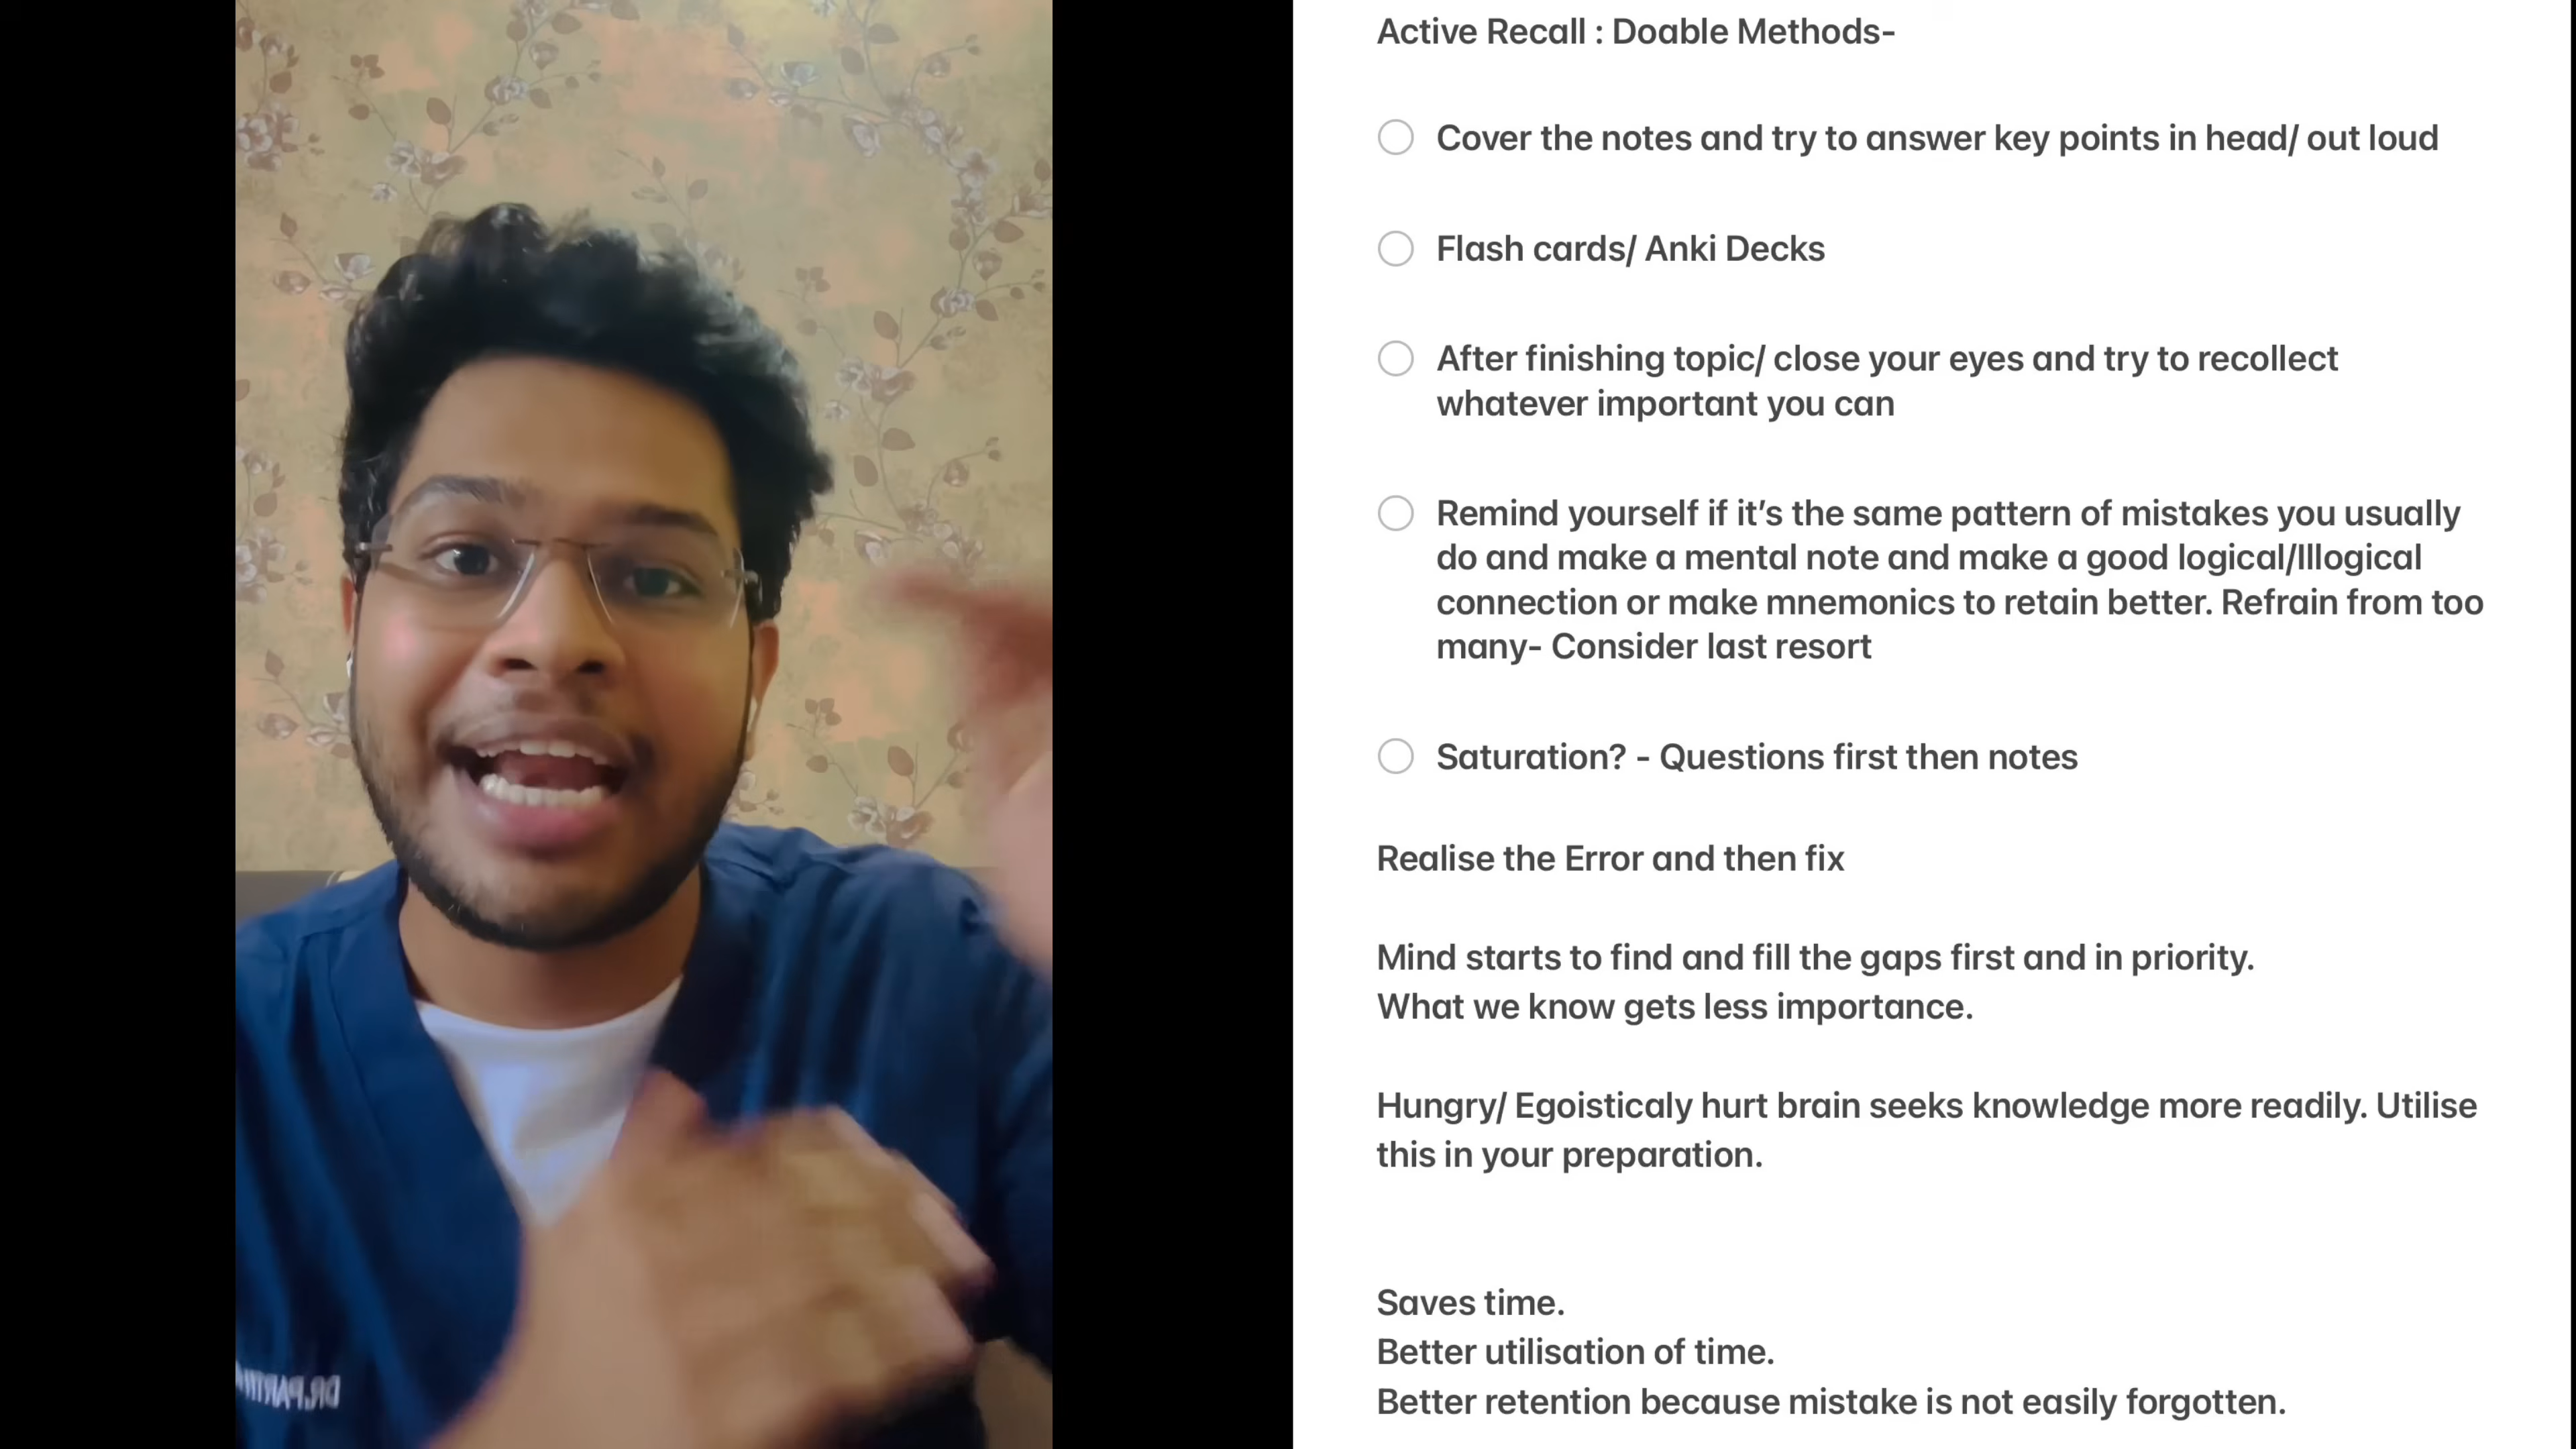 Active Recall : Doable Methods-
Cover the notes and try to answer key points in head/ out loud
Flash cards/ Anki Decks
After finishing topic/ close your eyes and try to recollect
whatever important you can
Remind yourself if it's the same pattern of mistakes you usually
do and make a mental note and make a good logical/Illogical
connection or make mnemonics to retain better. Refrain from too
many- Consider last resort
Saturation? - Questions first then notes
Realise the Error and then fix
Mind starts to find and fill the gaps first and in priority.
What we know gets less importance.
Hungry/ Egoisticaly hurt brain seeks knowledge more readily. Utilise
this in your preparation.
Saves time.
Better utilisation of time.
Better retention because mistake is not easily forgotten.
DR.